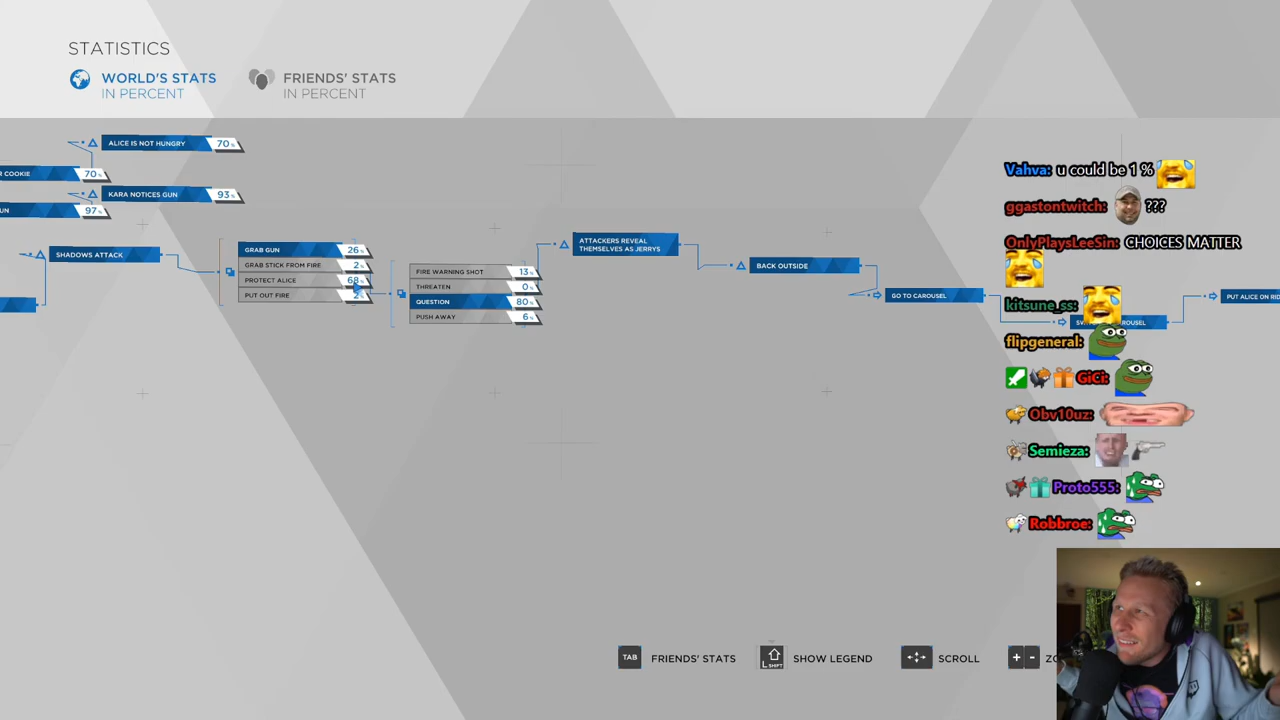 STATISTICS
WORLD'S STATS
IN PERCENT
FRIENDS' STATS
IN PERCENT
ALICE IS NOT HUNGRY 70%
COOKIE 70%
KARA NOTICES GUN 93%
97%
SHADOWS ATTACK
GRAB GUN 26%
GRAB STICK FROM FIRE 2%
PROTECT ALICE 68%
PUT OUT FIRE
FIRE WARNING SHOT 13%
THREATEN 0%
QUESTION 80%
PUSH AWAY 6%
ATTACKERS REVEAL
THEMSELVES AS JERRYS
BACK OUTSIDE
GO TO CAROUSEL
PUT ALICE ON
Vahva: u could be 1 %
ggastontwitch: ???
OnlyPlaysLeeSin: CHOICES MATTER
kitsune_ss:
flipgeneral:
GiCi:
Obv10uz:
Semieza:
Proto555:
Robbroe:
TAB FRIENDS' STATS
L SHIFT SHOW LEGEND
SCROLL
+ -